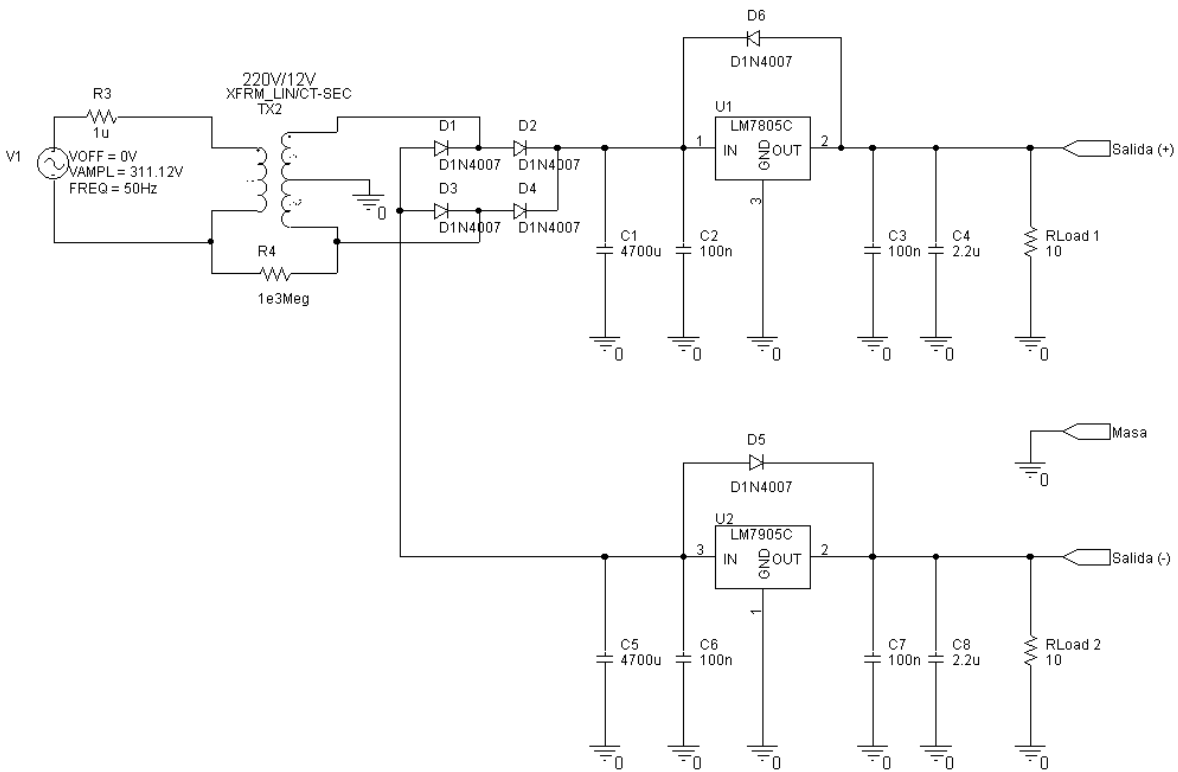 D6
D1N4007
220V/12V
XFRM_LIN/CT-SEC
TX2
R3
1u
V1
VOFF = 0V
VAMPL = 311.12V
FREQ = 50Hz
R4
1e3Meg
0
D1
D2
D1N4007
D1N4007
D3
D4
D1N4007
D1N4007
U1
LM7805C
1
IN
GND
OUT
2
3
Salida (+)
C1
4700u
C2
100n
C3
100n
C4
2.2u
RLoad 1
10
0
0
0
0
0
0
Masa
0
D5
D1N4007
U2
LM7905C
3
IN
GND
OUT
2
1
Salida (-)
C5
4700u
C6
100n
C7
100n
C8
2.2u
RLoad 2
10
0
0
0
0
0
0